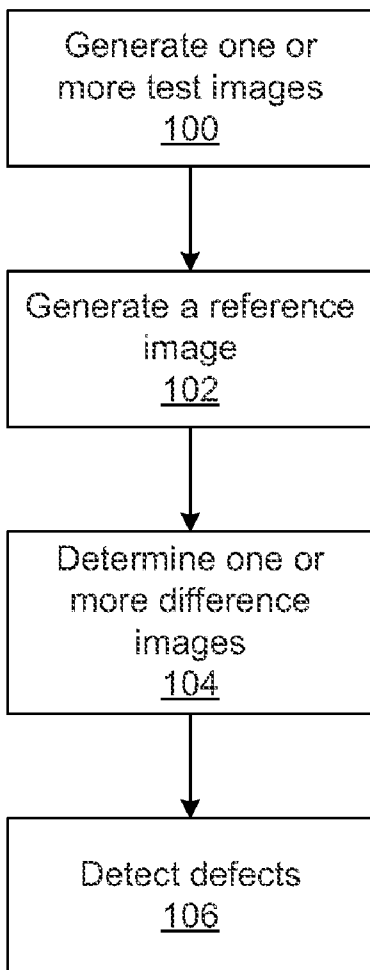 Generate one or
more test images
100
Generate a reference
image
102
Determine one or
more difference
images
104
Detect defects
106